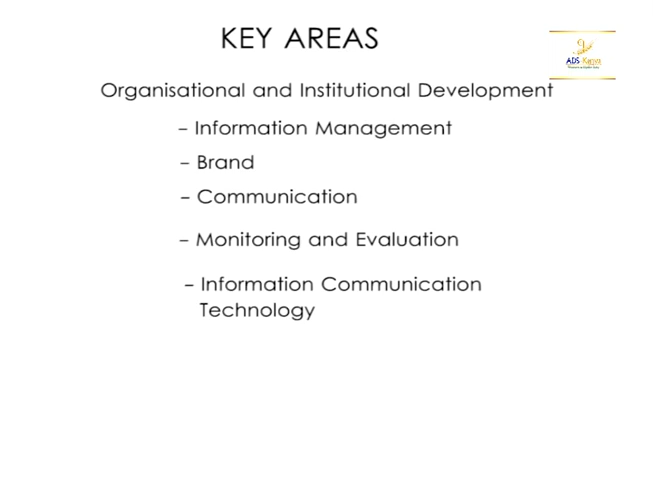 KEY AREAS
ADS-Kenya
Organisational and Institutional Development
– Information Management
– Brand
– Communication
– Monitoring and Evaluation
– Information Communication
Technology